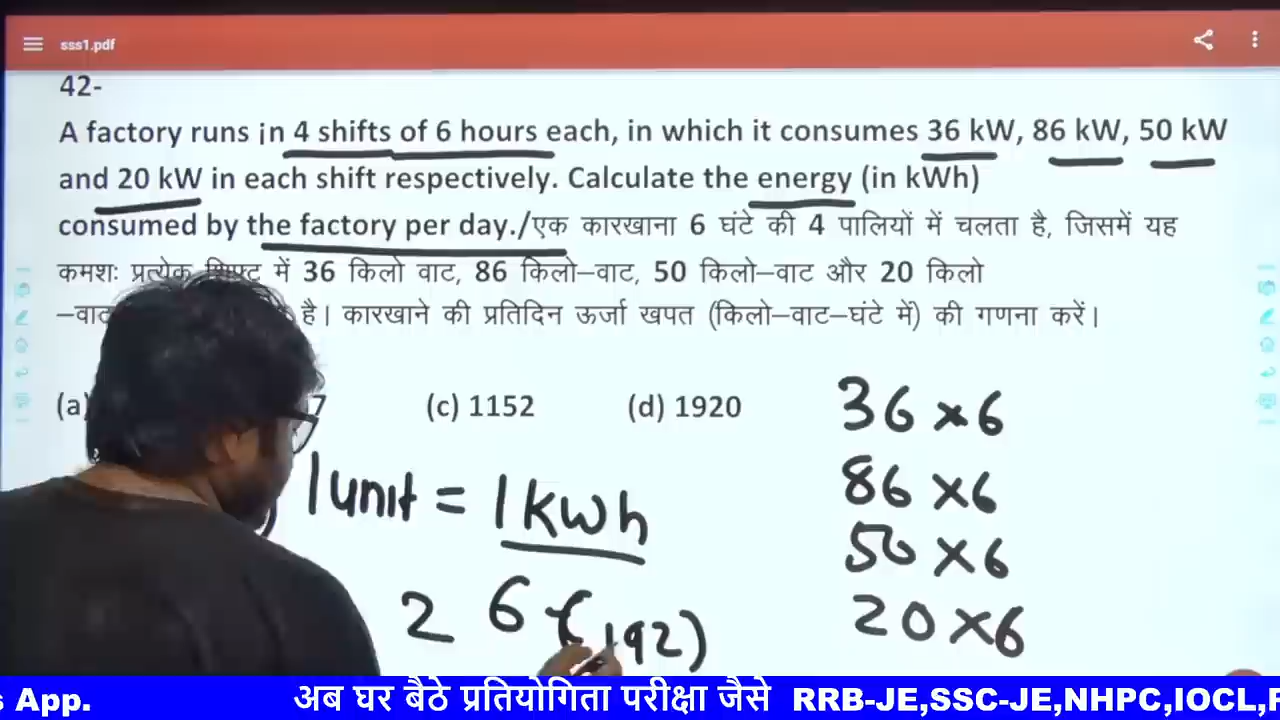 sss1.pdf
42-
A factory runs in 4 shifts of 6 hours each, in which it consumes 36 kW, 86 kW, 50 kW
and 20 kW in each shift respectively. Calculate the energy (in kWh)
consumed by the factory per day./एक कारखाना 6 घंटे की 4 पालियों में चलता है, जिसमें यह
कमशः प्रत्येक शिफ्ट में 36 किलो वाट, 86 किलो–वाट, 50 किलो–वाट और 20 किलो
–वाट है। कारखाने की प्रतिदिन ऊर्जा खपत (किलो–वाट–घंटे में) की गणना करें।
(a) 7 (c) 1152 (d) 1920
36 × 6
1 unit = 1 kwh
86 × 6
50 × 6
2 6 (192)
20 × 6
s App. अब घर बैठे प्रतियोगिता परीक्षा जैसे RRB-JE,SSC-JE,NHPC,IOCL,